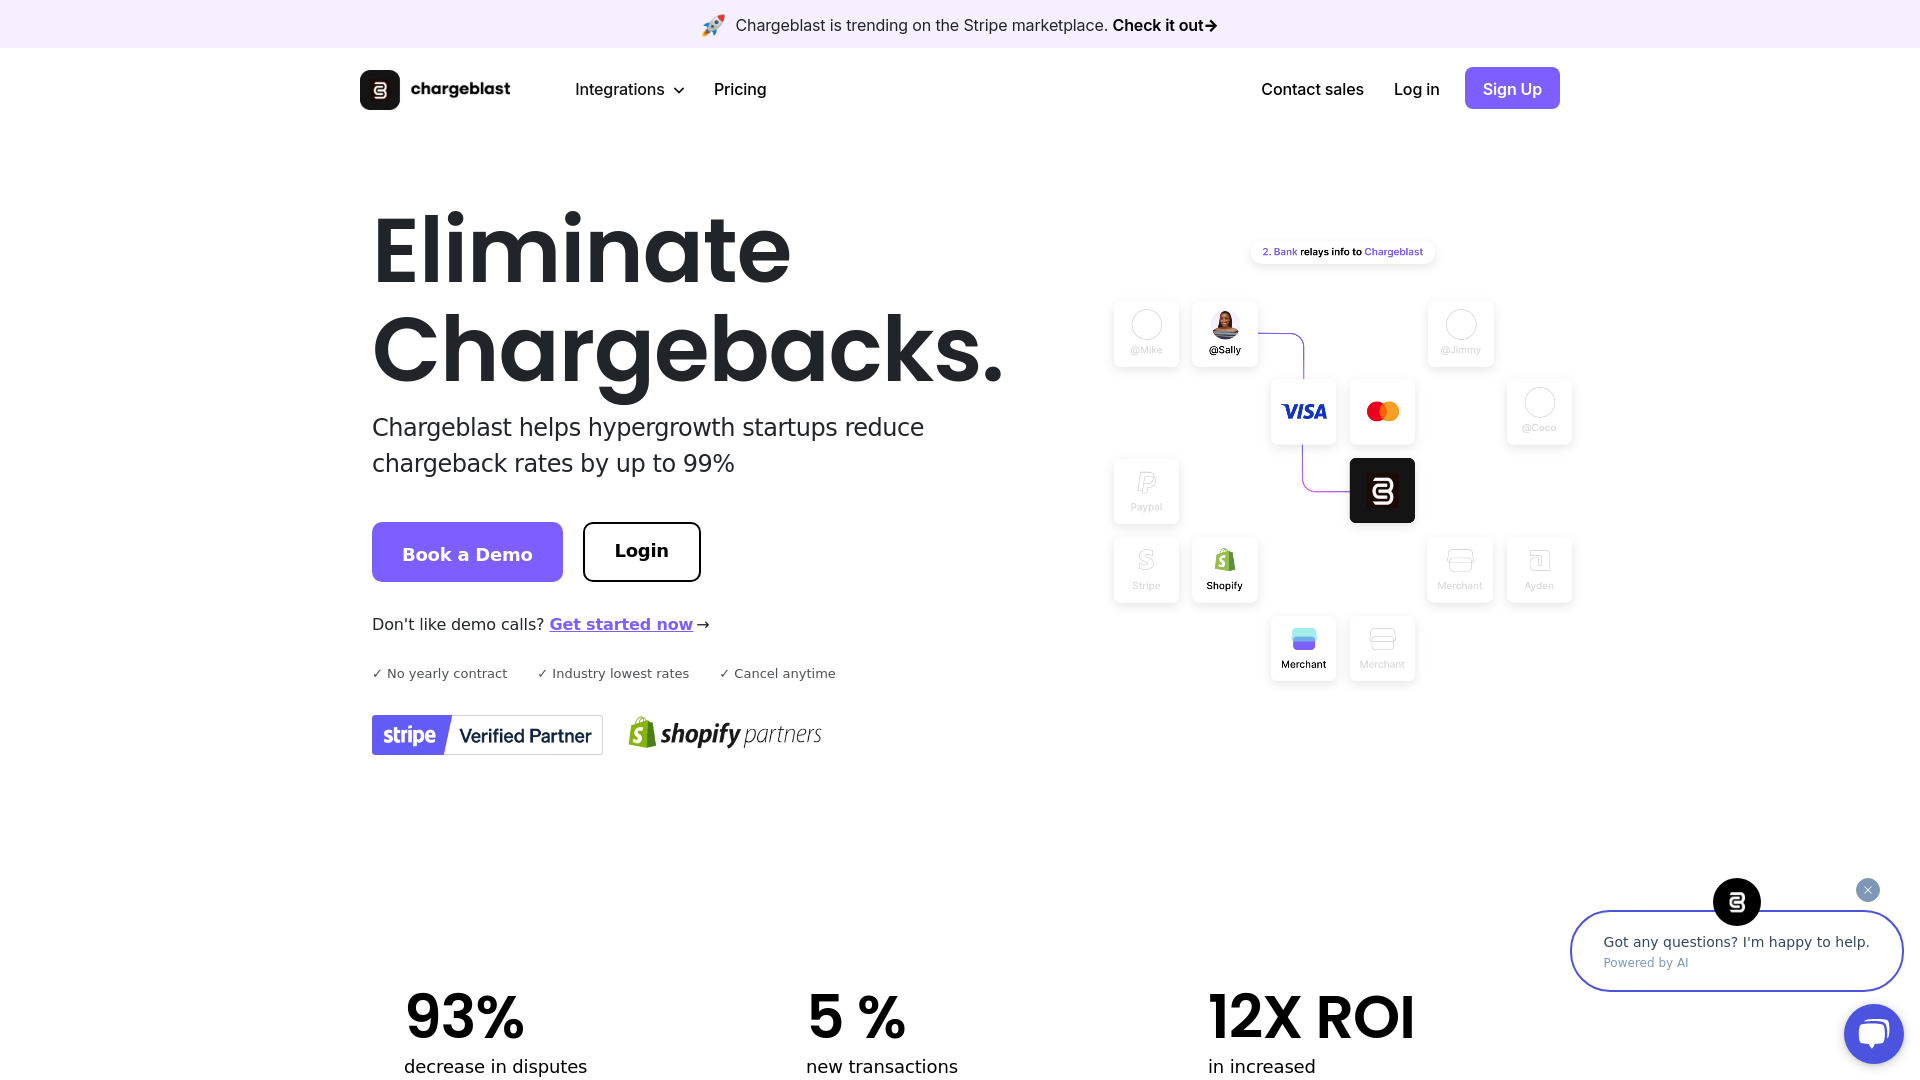 🚀 Chargeblast is trending on the Stripe marketplace. Check it out→
chargeblast
Integrations
Pricing
Contact sales
Log in
Sign Up
Eliminate
Chargebacks.
Chargeblast helps hypergrowth startups reduce
chargeback rates by up to 99%
Book a Demo
Login
Don't like demo calls? Get started now →
✓ No yearly contract
✓ Industry lowest rates
✓ Cancel anytime
stripe Verified Partner
shopify partners
2. Bank relays info to Chargeblast
@Mike
@Sally
@Jimmy
VISA
@Coco
Paypal
Stripe
Shopify
Merchant
Ayden
Merchant
Merchant
93%
decrease in disputes
5 %
new transactions
12X ROI
in increased
Got any questions? I'm happy to help.
Powered by AI